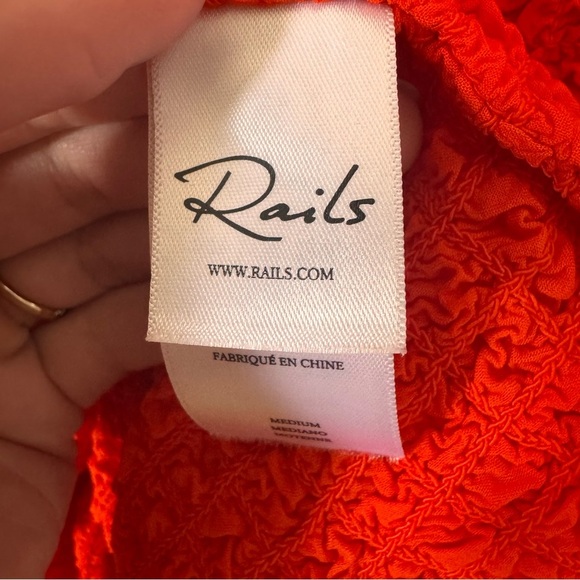 Rails
WWW.RAILS.COM
FABRIQUÉ EN CHINE
MEDIUM
MEDIANO
MOYENNE